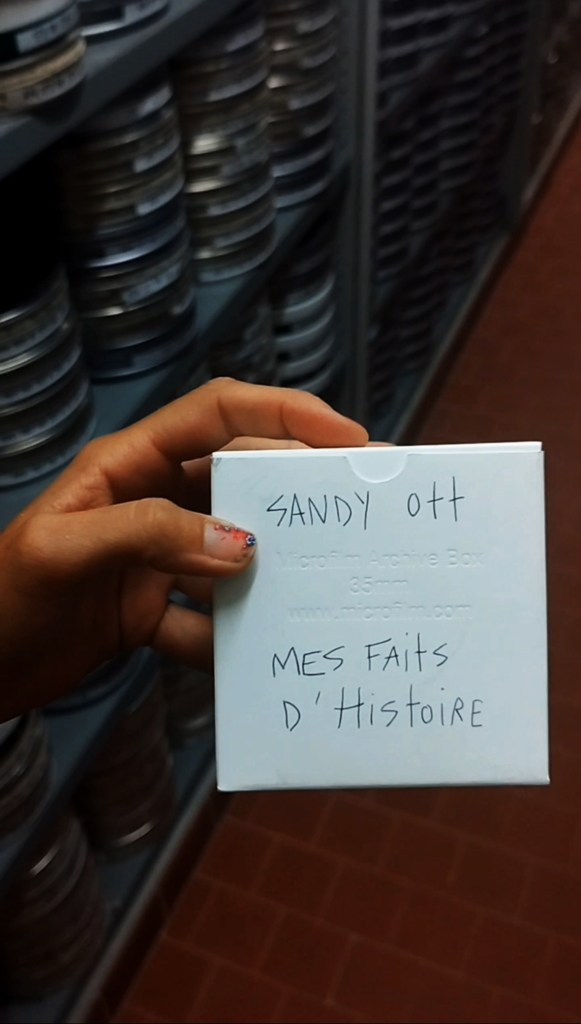 SANDY Ott
Microfilm Archive Box
35mm
www.microfilm.com
MES FAits
D'HistoiRE